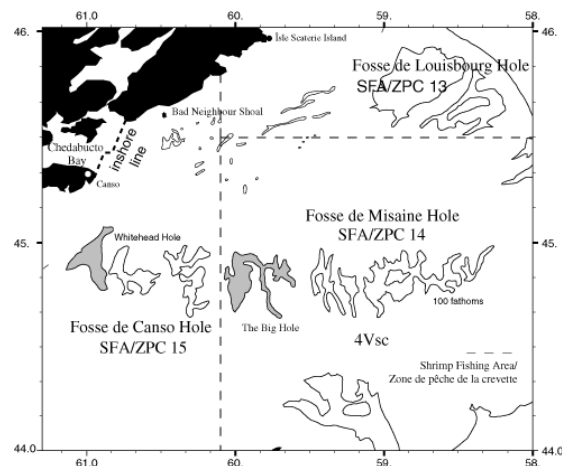 61.0 60. 59. 58.
46.
Isle Scaterie Island
Fosse de Louisbourg Hole
SFA/ZPC 13
Bad Neighbour Shoal
Chedabucto
Bay
inshore
line
Canso
Fosse de Misaine Hole
SFA/ZPC 14
45. 45.
Whitehead Hole
100 fathoms
Fosse de Canso Hole
SFA/ZPC 15
The Big Hole
4Vsc
Shrimp Fishing Area/
Zone de pêche de la crevette
44.0 44.0
61.0 60. 59. 58.